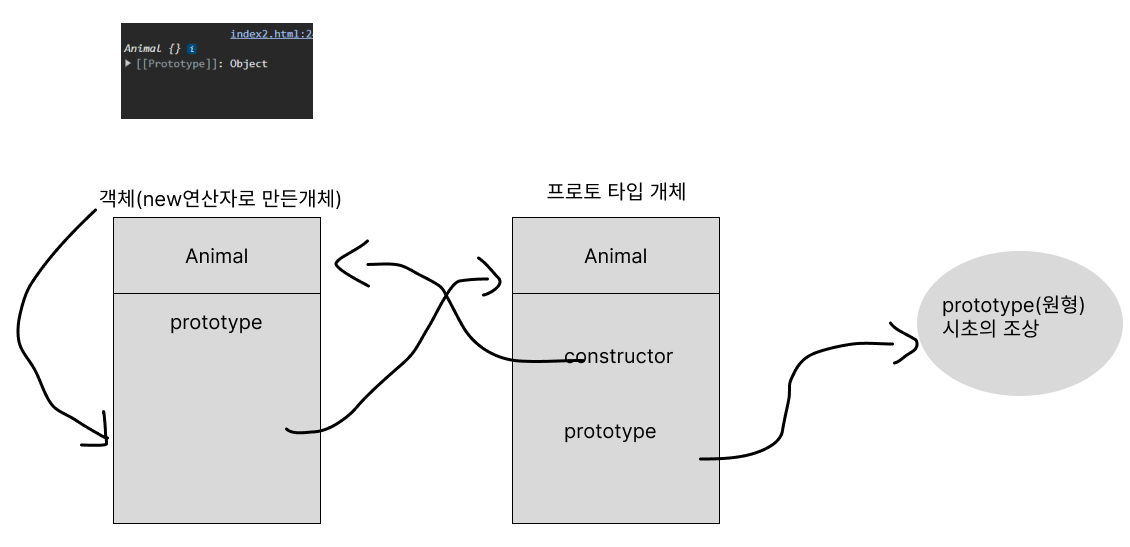 index2.html:2
Animal {} i
[[Prototype]]: Object
객체(new연산자로 만든개체)
프로토 타입 개체
Animal
Animal
prototype
constructor
prototype
prototype(원형)
시초의 조상